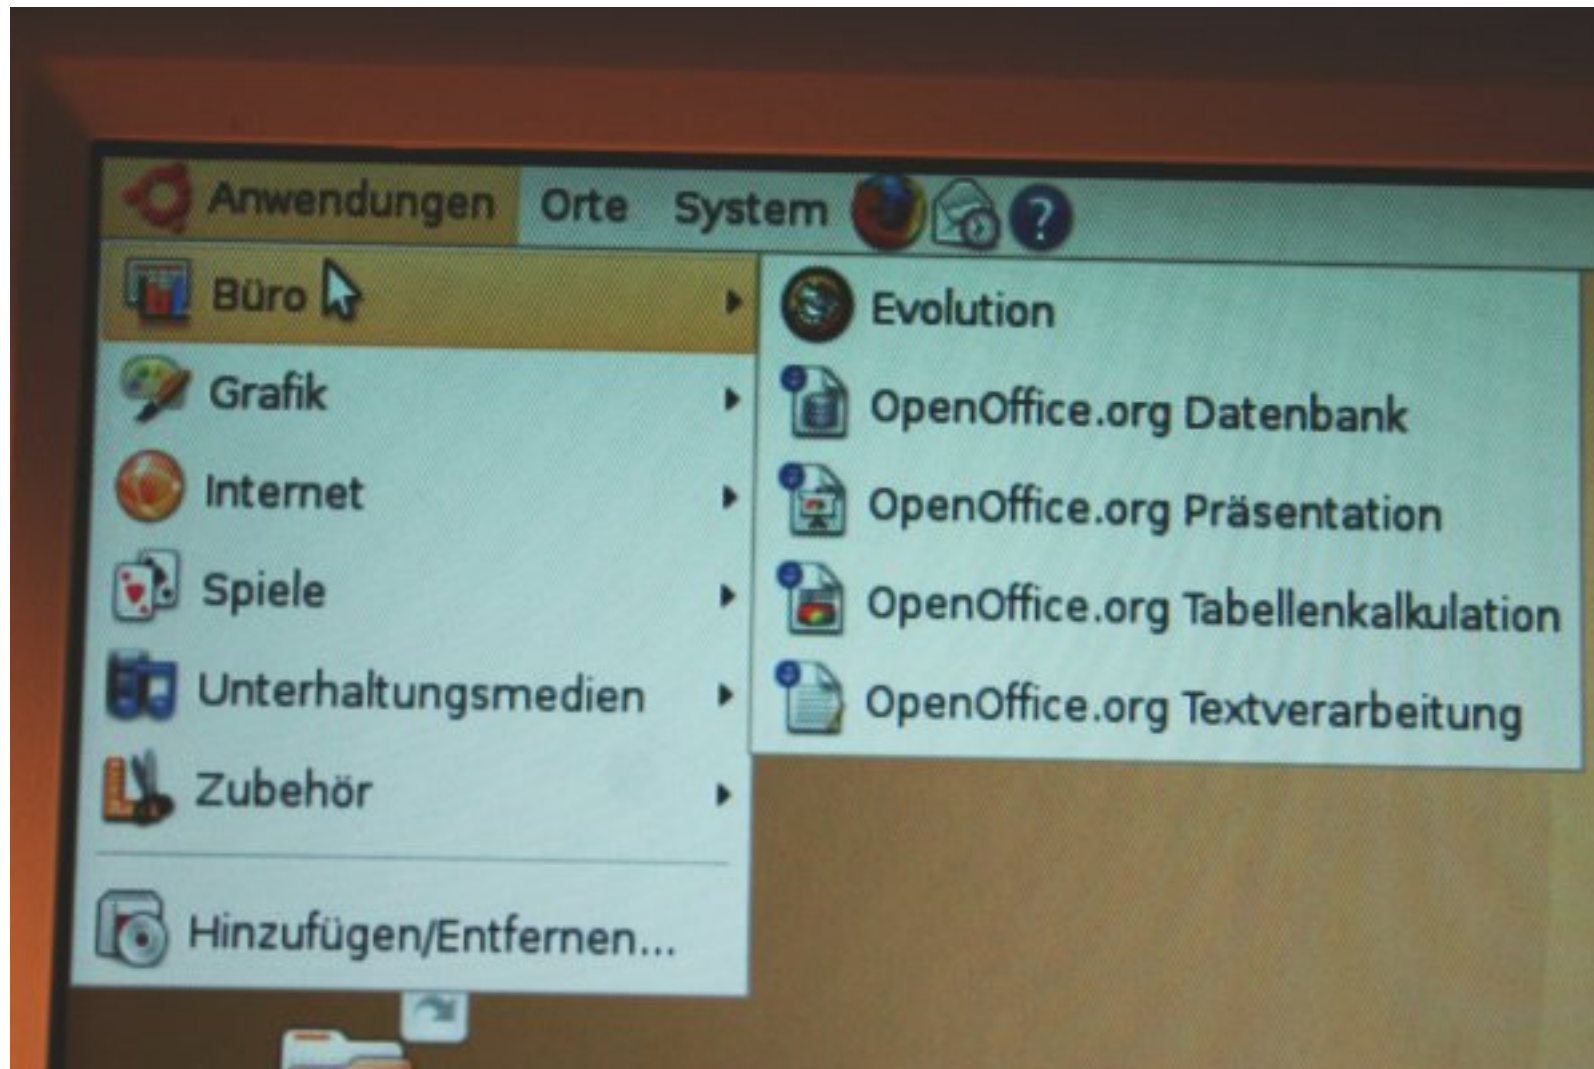 Anwendungen Orte System ?
Büro
Grafik
Internet
Spiele
Unterhaltungsmedien
Zubehör
Hinzufügen/Entfernen...
Evolution
OpenOffice.org Datenbank
OpenOffice.org Präsentation
OpenOffice.org Tabellenkalkulation
OpenOffice.org Textverarbeitung